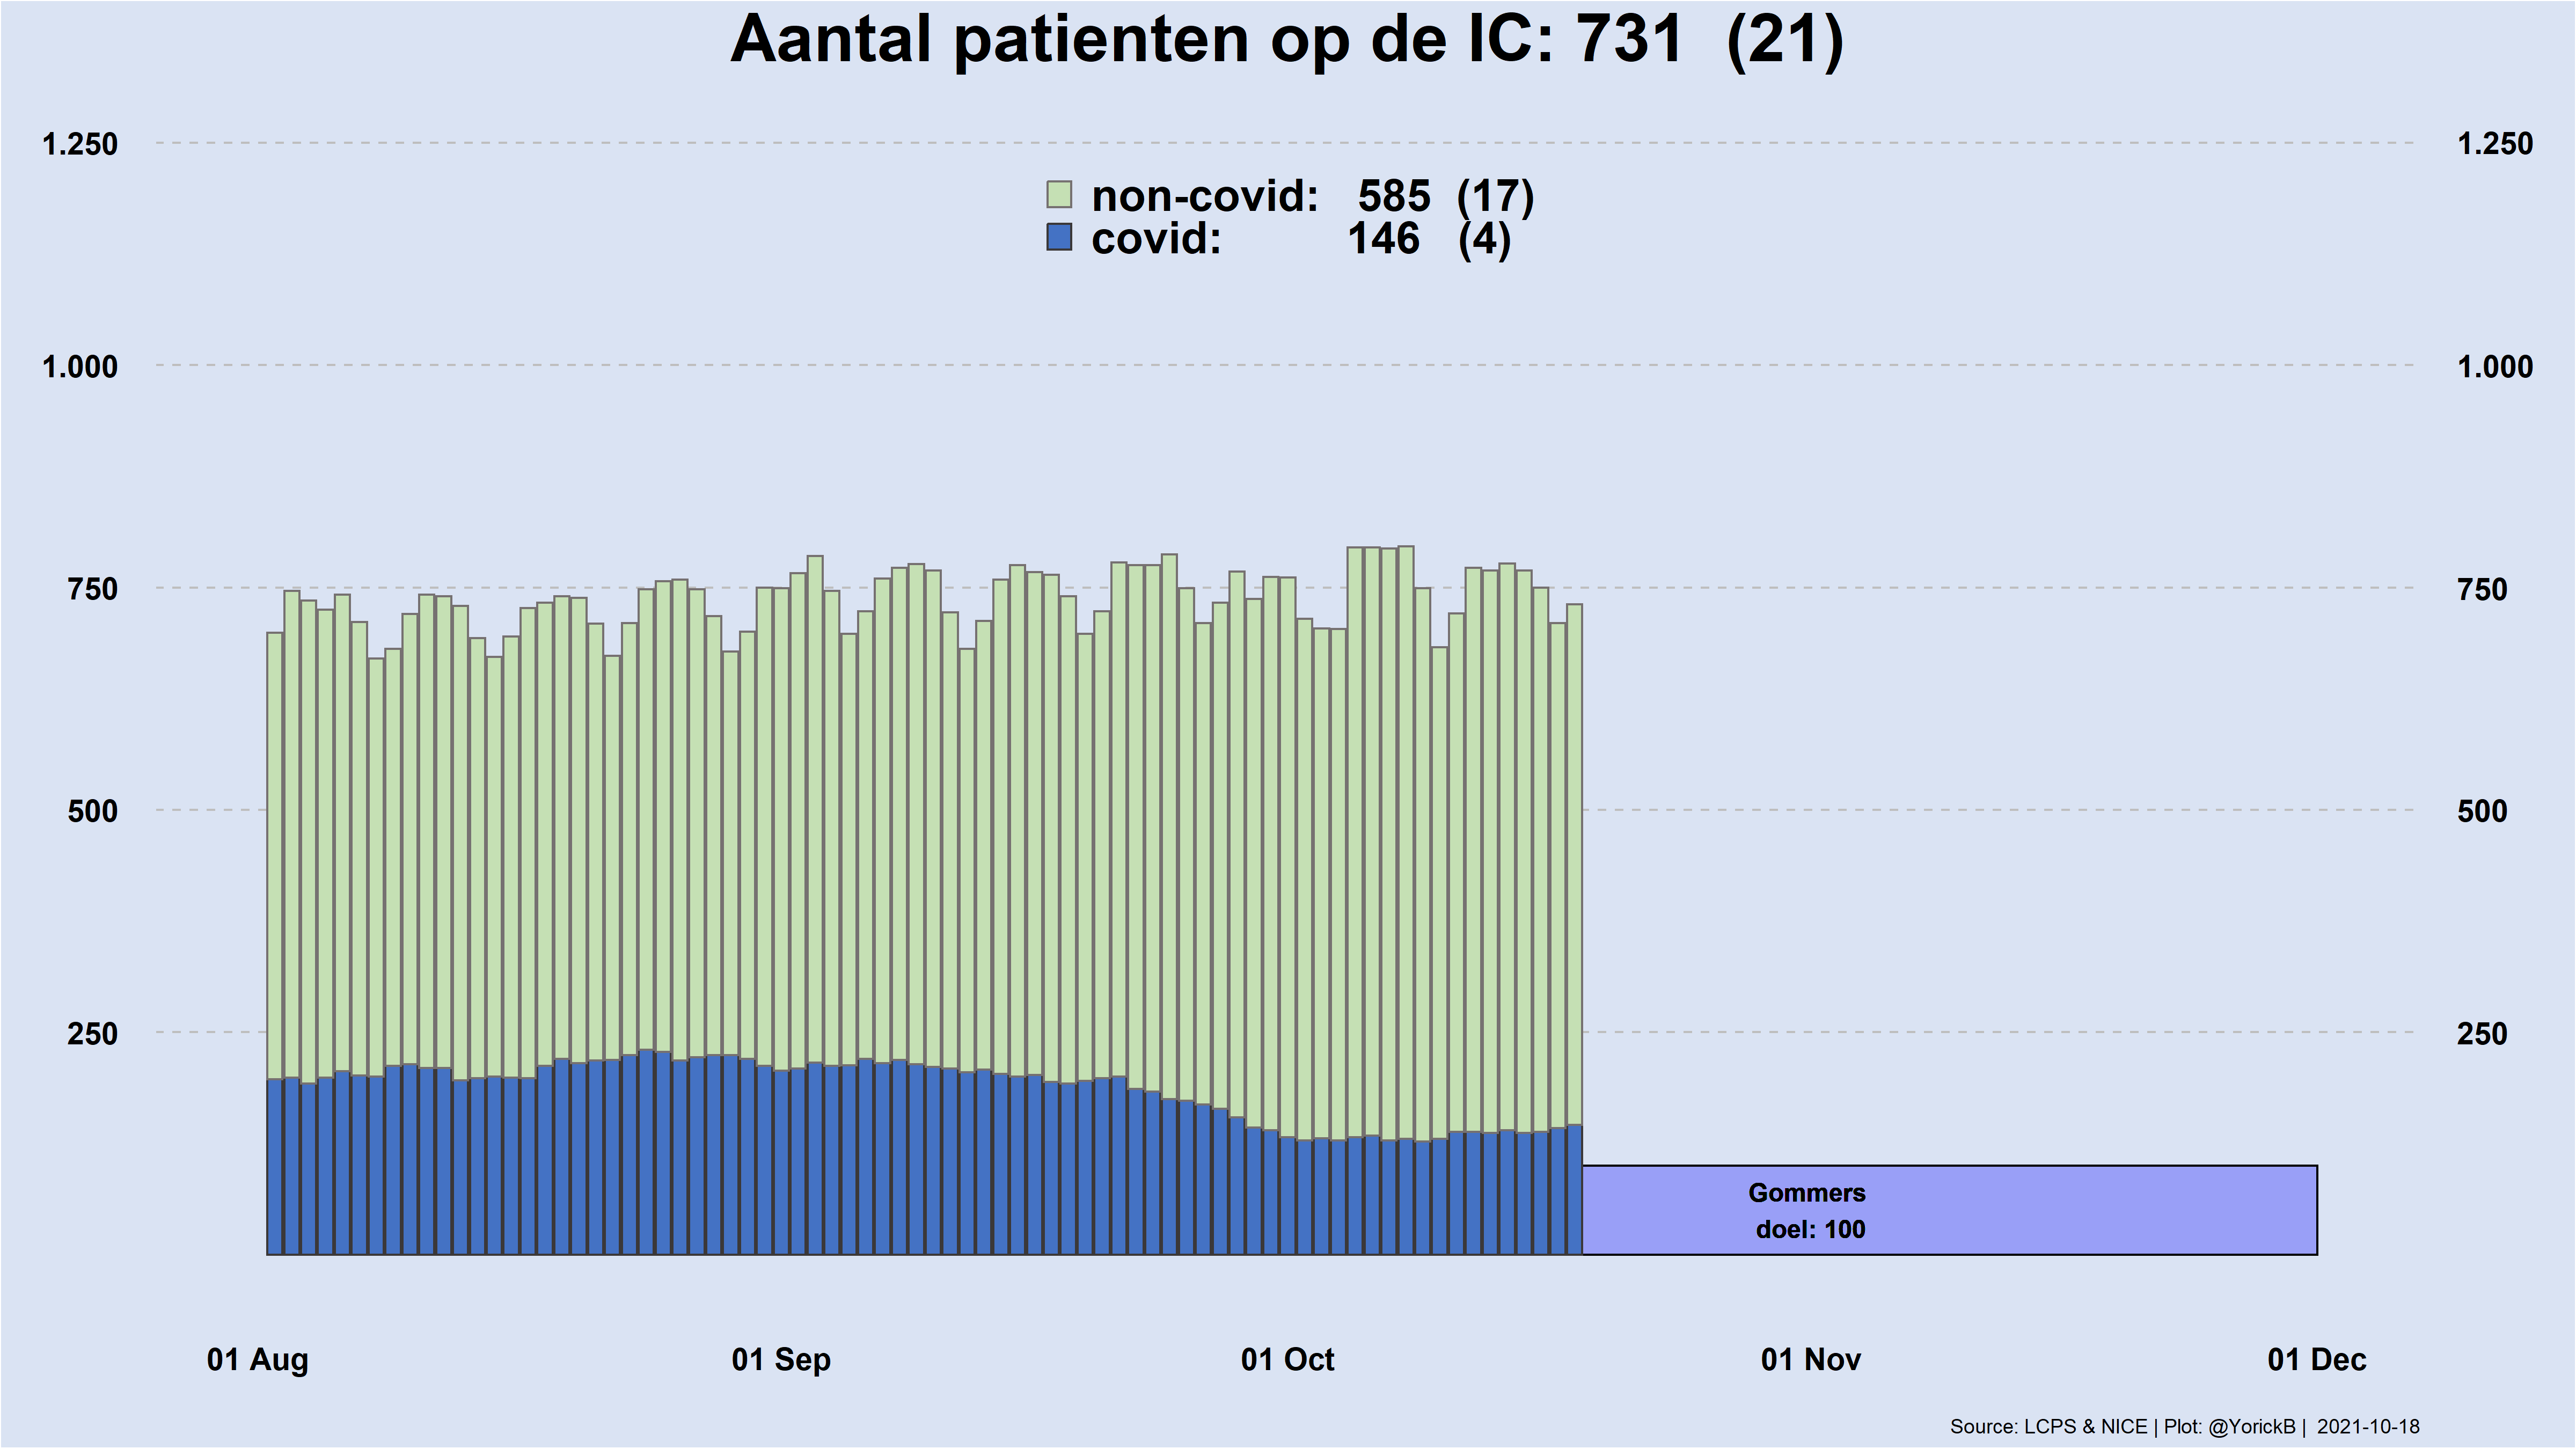 Aantal patienten op de IC: 731 (21)
1.250 1.250
non-covid: 585 (17)
covid: 146 (4)
1.000 1.000
750 750
500 500
250 250
Gommers
doel: 100
01 Aug 01 Sep 01 Oct 01 Nov 01 Dec
Source: LCPS & NICE | Plot: @YorickB | 2021-10-18